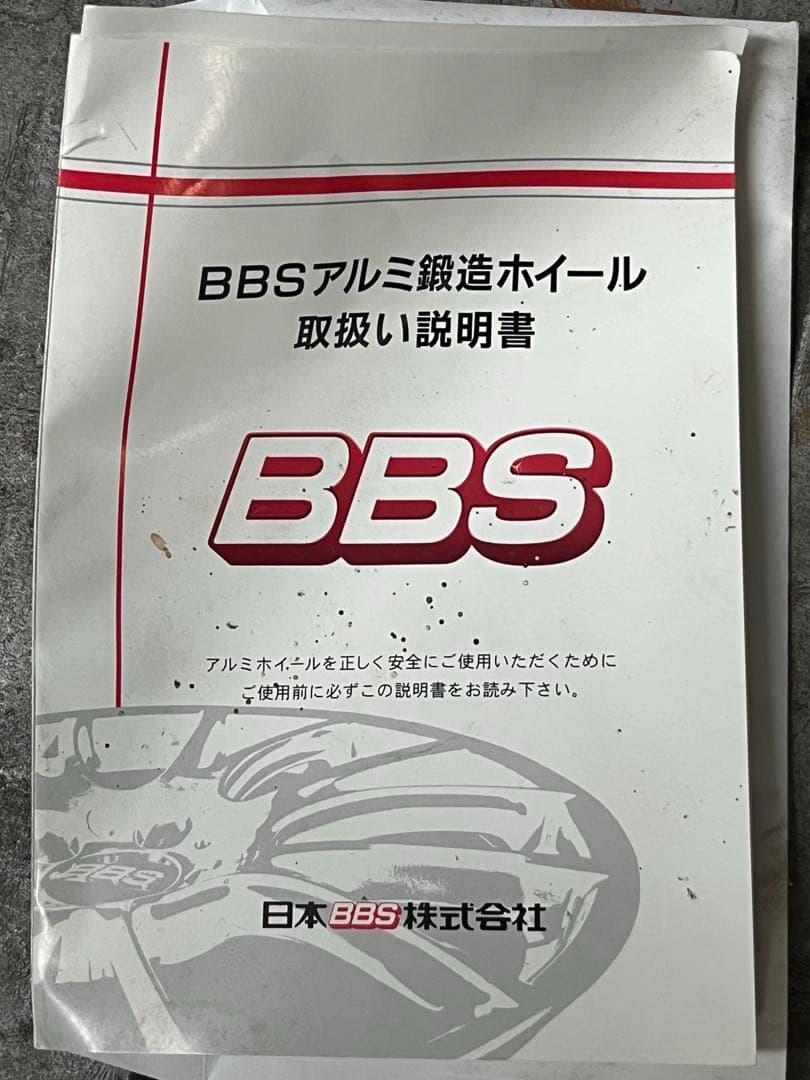 BBSアルミ鍛造ホイール
取扱い説明書
BBS
アルミホイールを正しく安全にご使用いただくために
ご使用前に必ずこの説明書をお読み下さい。
BBS
日本BBS株式会社